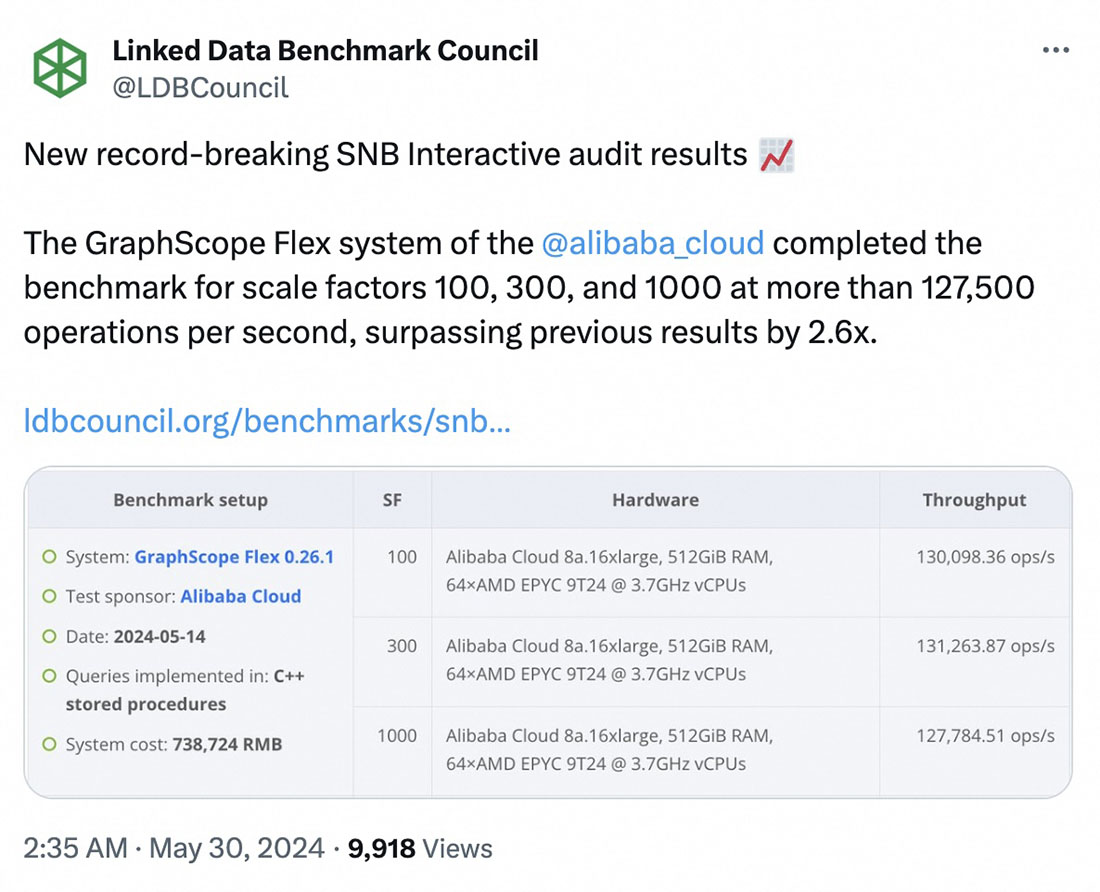 Linked Data Benchmark Council
@LDBCouncil
New record-breaking SNB Interactive audit results 📈
The GraphScope Flex system of the @alibaba_cloud completed the
benchmark for scale factors 100, 300, and 1000 at more than 127,500
operations per second, surpassing previous results by 2.6x.
ldbcouncil.org/benchmarks/snb...
Benchmark setup SF Hardware Throughput
System: GraphScope Flex 0.26.1
Test sponsor: Alibaba Cloud
Date: 2024-05-14
Queries implemented in: C++
stored procedures
System cost: 738,724 RMB
100 Alibaba Cloud 8a.16xlarge, 512GiB RAM, 130,098.36 ops/s
64×AMD EPYC 9T24 @ 3.7GHz vCPUs
300 Alibaba Cloud 8a.16xlarge, 512GiB RAM, 131,263.87 ops/s
64×AMD EPYC 9T24 @ 3.7GHz vCPUs
1000 Alibaba Cloud 8a.16xlarge, 512GiB RAM, 127,784.51 ops/s
64×AMD EPYC 9T24 @ 3.7GHz vCPUs
2:35 AM · May 30, 2024 · 9,918 Views